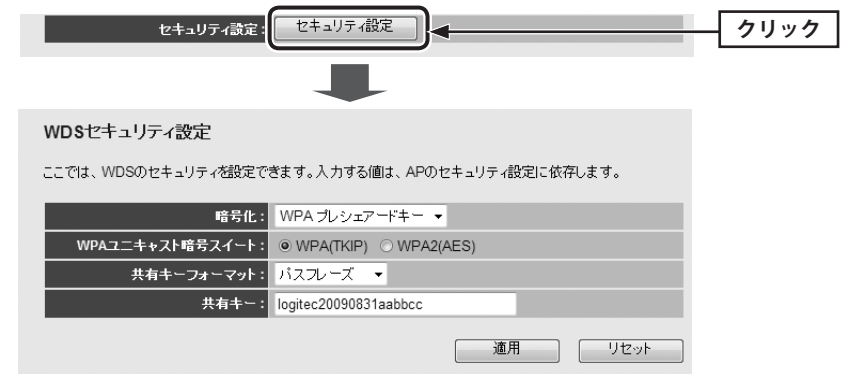 セキュリティ設定: セキュリティ設定 クリック
WDSセキュリティ設定
ここでは、WDSのセキュリティを設定できます。入力する値は、APのセキュリティ設定に依存します。
暗号化: WPA プレシェアードキー
WPAユニキャスト暗号スイート: WPA(TKIP) WPA2(AES)
共有キーフォーマット: パスフレーズ
共有キー: logitec20090831aabbcc
適用 リセット